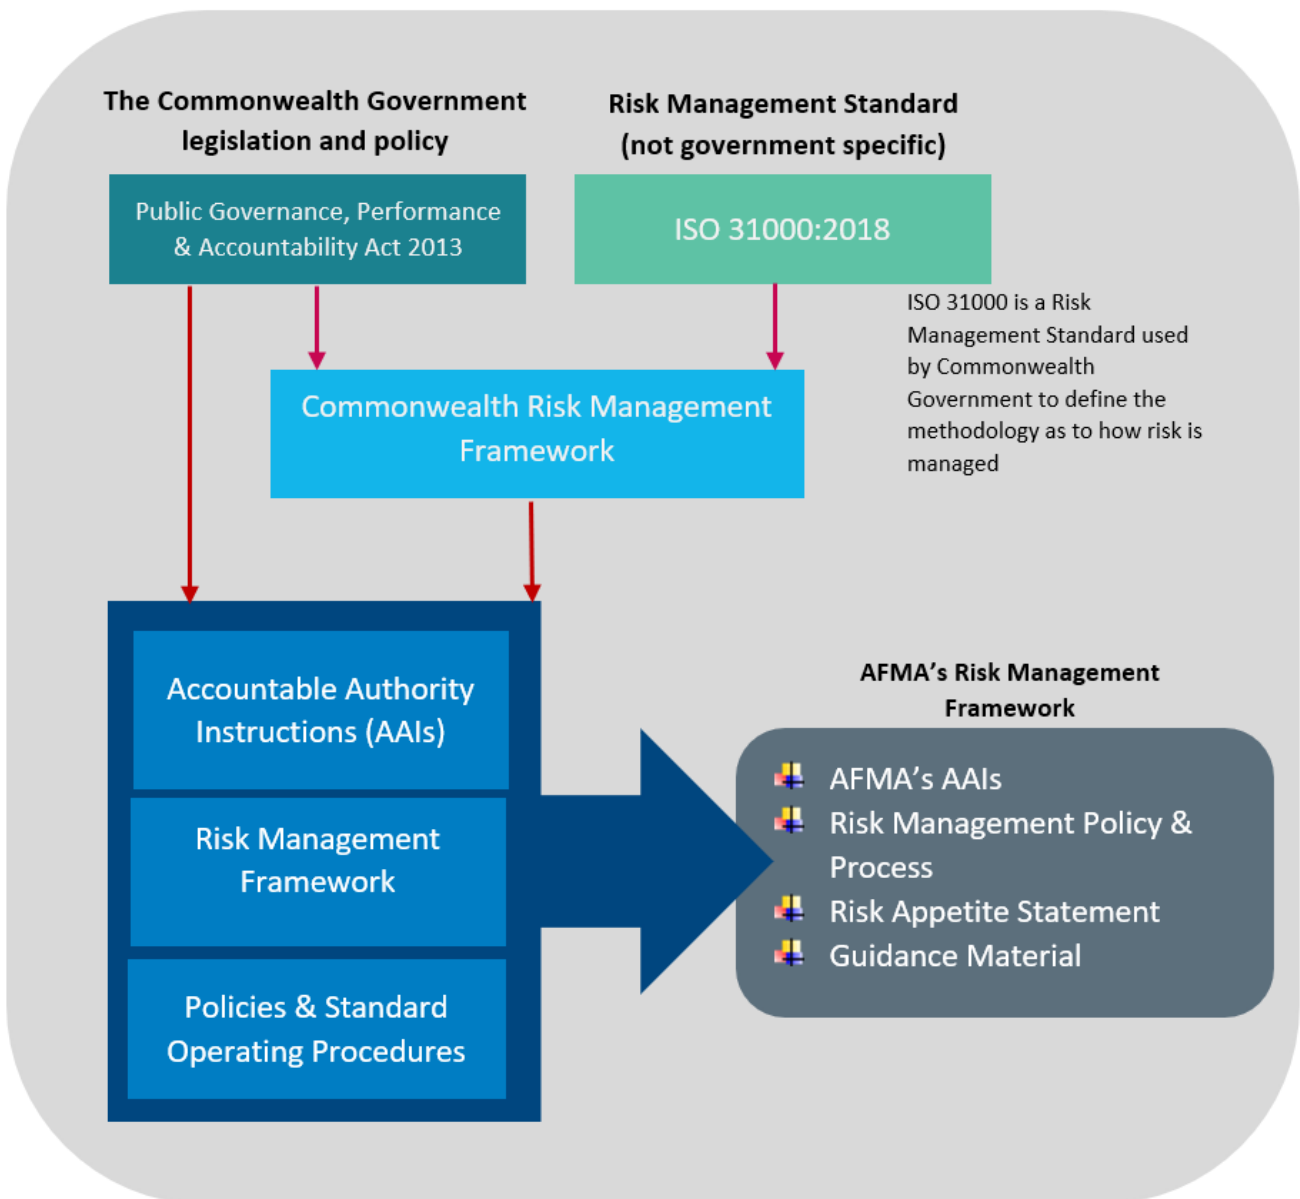 The Commonwealth Government
legislation and policy
Risk Management Standard
(not government specific)
Public Governance, Performance
& Accountability Act 2013
ISO 31000:2018
ISO 31000 is a Risk
Management Standard used
by Commonwealth
Government to define the
methodology as to how risk is
managed
Commonwealth Risk Management
Framework
Accountable Authority
Instructions (AAIs)
Risk Management
Framework
Policies & Standard
Operating Procedures
AFMA's Risk Management
Framework
AFMA's AAIs
Risk Management Policy &
Process
Risk Appetite Statement
Guidance Material